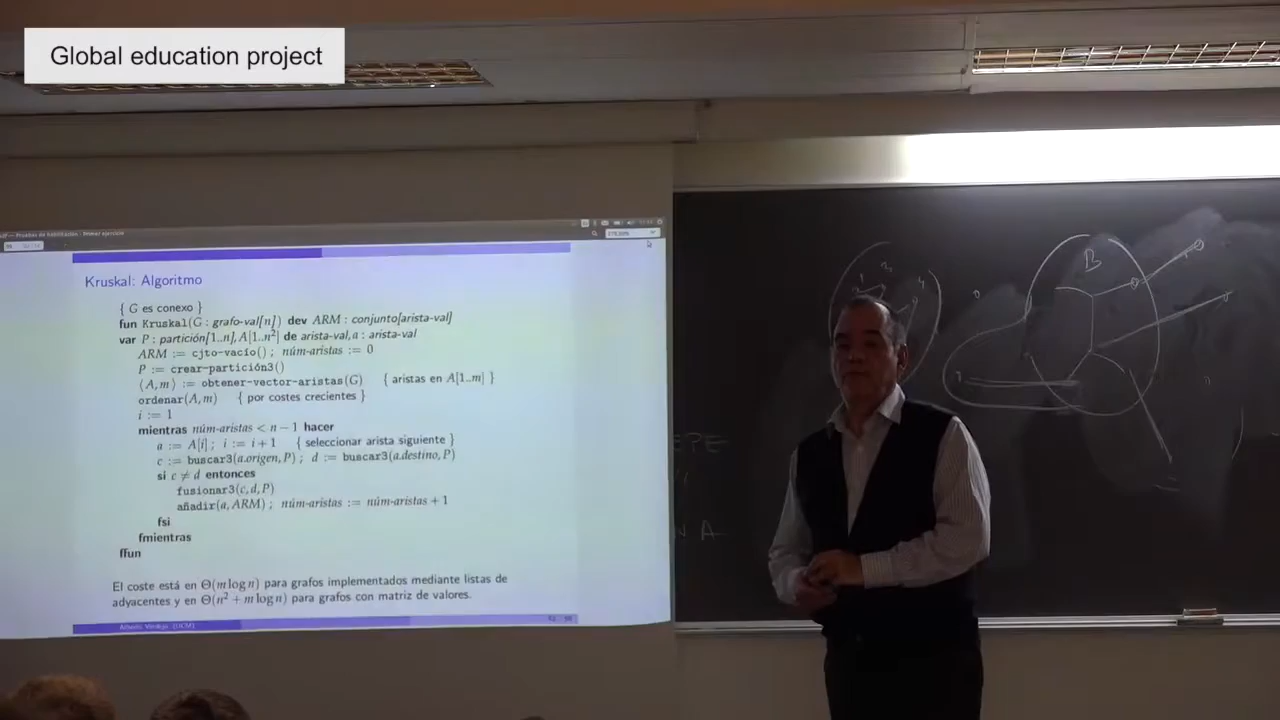 Global education project
Kruskal: Algoritmo
{ G es conexo }
fun Kruskal(G : grafo-val[n]) dev ARM : conjunto[arista-val]
var P : partición[1..n], A[1..n²] de arista-val, a : arista-val
ARM := cjto-vacío() ; núm-aristas := 0
P := crear-partición3()
⟨A, m⟩ := obtener-vector-aristas(G) { aristas en A[1..m] }
ordenar(A, m) { por costes crecientes }
i := 1
mientras núm-aristas < n − 1 hacer
a := A[i] ; i := i + 1 { seleccionar arista siguiente }
c := buscar3(a.origen, P) ; d := buscar3(a.destino, P)
si c ≠ d entonces
fusionar3(c, d, P)
añadir(a, ARM) ; núm-aristas := núm-aristas + 1
fsi
fmientras
ffun
El coste está en Θ(m log n) para grafos implementados mediante listas de
adyacentes y en Θ(n² + m log n) para grafos con matriz de valores.
Alberto Verdejo (UCM)
B